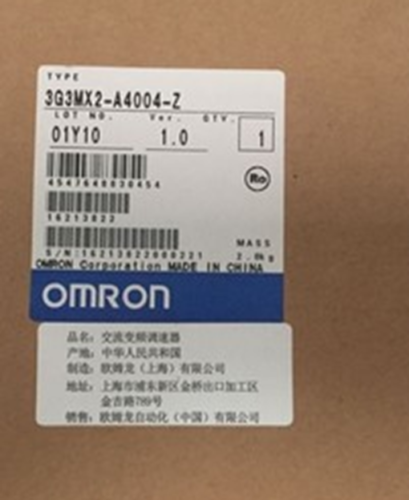 TYPE
3G3MX2-A4004-Z
LOT NO. Ver. QTY.
01Y10 1.0 1
4547648036454
Ro
16213822
S/N:16213822000221 MASS 2.0kg
OMRON Corporation MADE IN CHINA
OMRON
品名: 交流变频调速器
产地: 中华人民共和国
制造: 欧姆龙（上海）有限公司
地址: 上海市浦东新区金桥出口加工区
金吉路789号
销售: 欧姆龙自动化（中国）有限公司